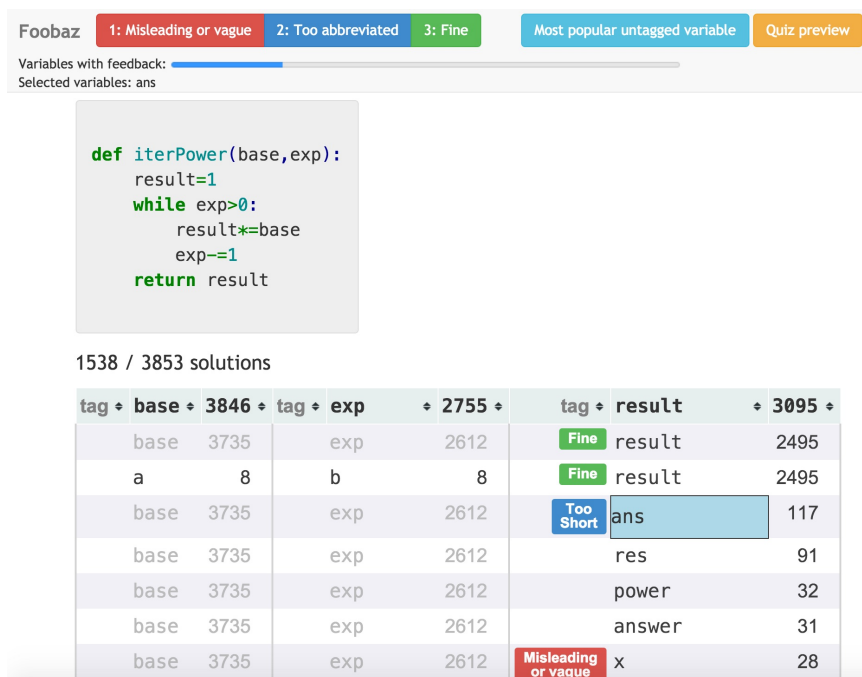 Foobaz 1: Misleading or vague 2: Too abbreviated 3: Fine Most popular untagged variable Quiz preview
Variables with feedback:
Selected variables: ans
def iterPower(base,exp):
    result=1
    while exp>0:
        result*=base
        exp-=1
    return result
1538 / 3853 solutions
tag base 3846 tag exp 2755 tag result 3095
base 3735 exp 2612 Fine result 2495
a 8 b 8 Fine result 2495
base 3735 exp 2612 Too Short ans 117
base 3735 exp 2612 res 91
base 3735 exp 2612 power 32
base 3735 exp 2612 answer 31
base 3735 exp 2612 Misleading or vague x 28